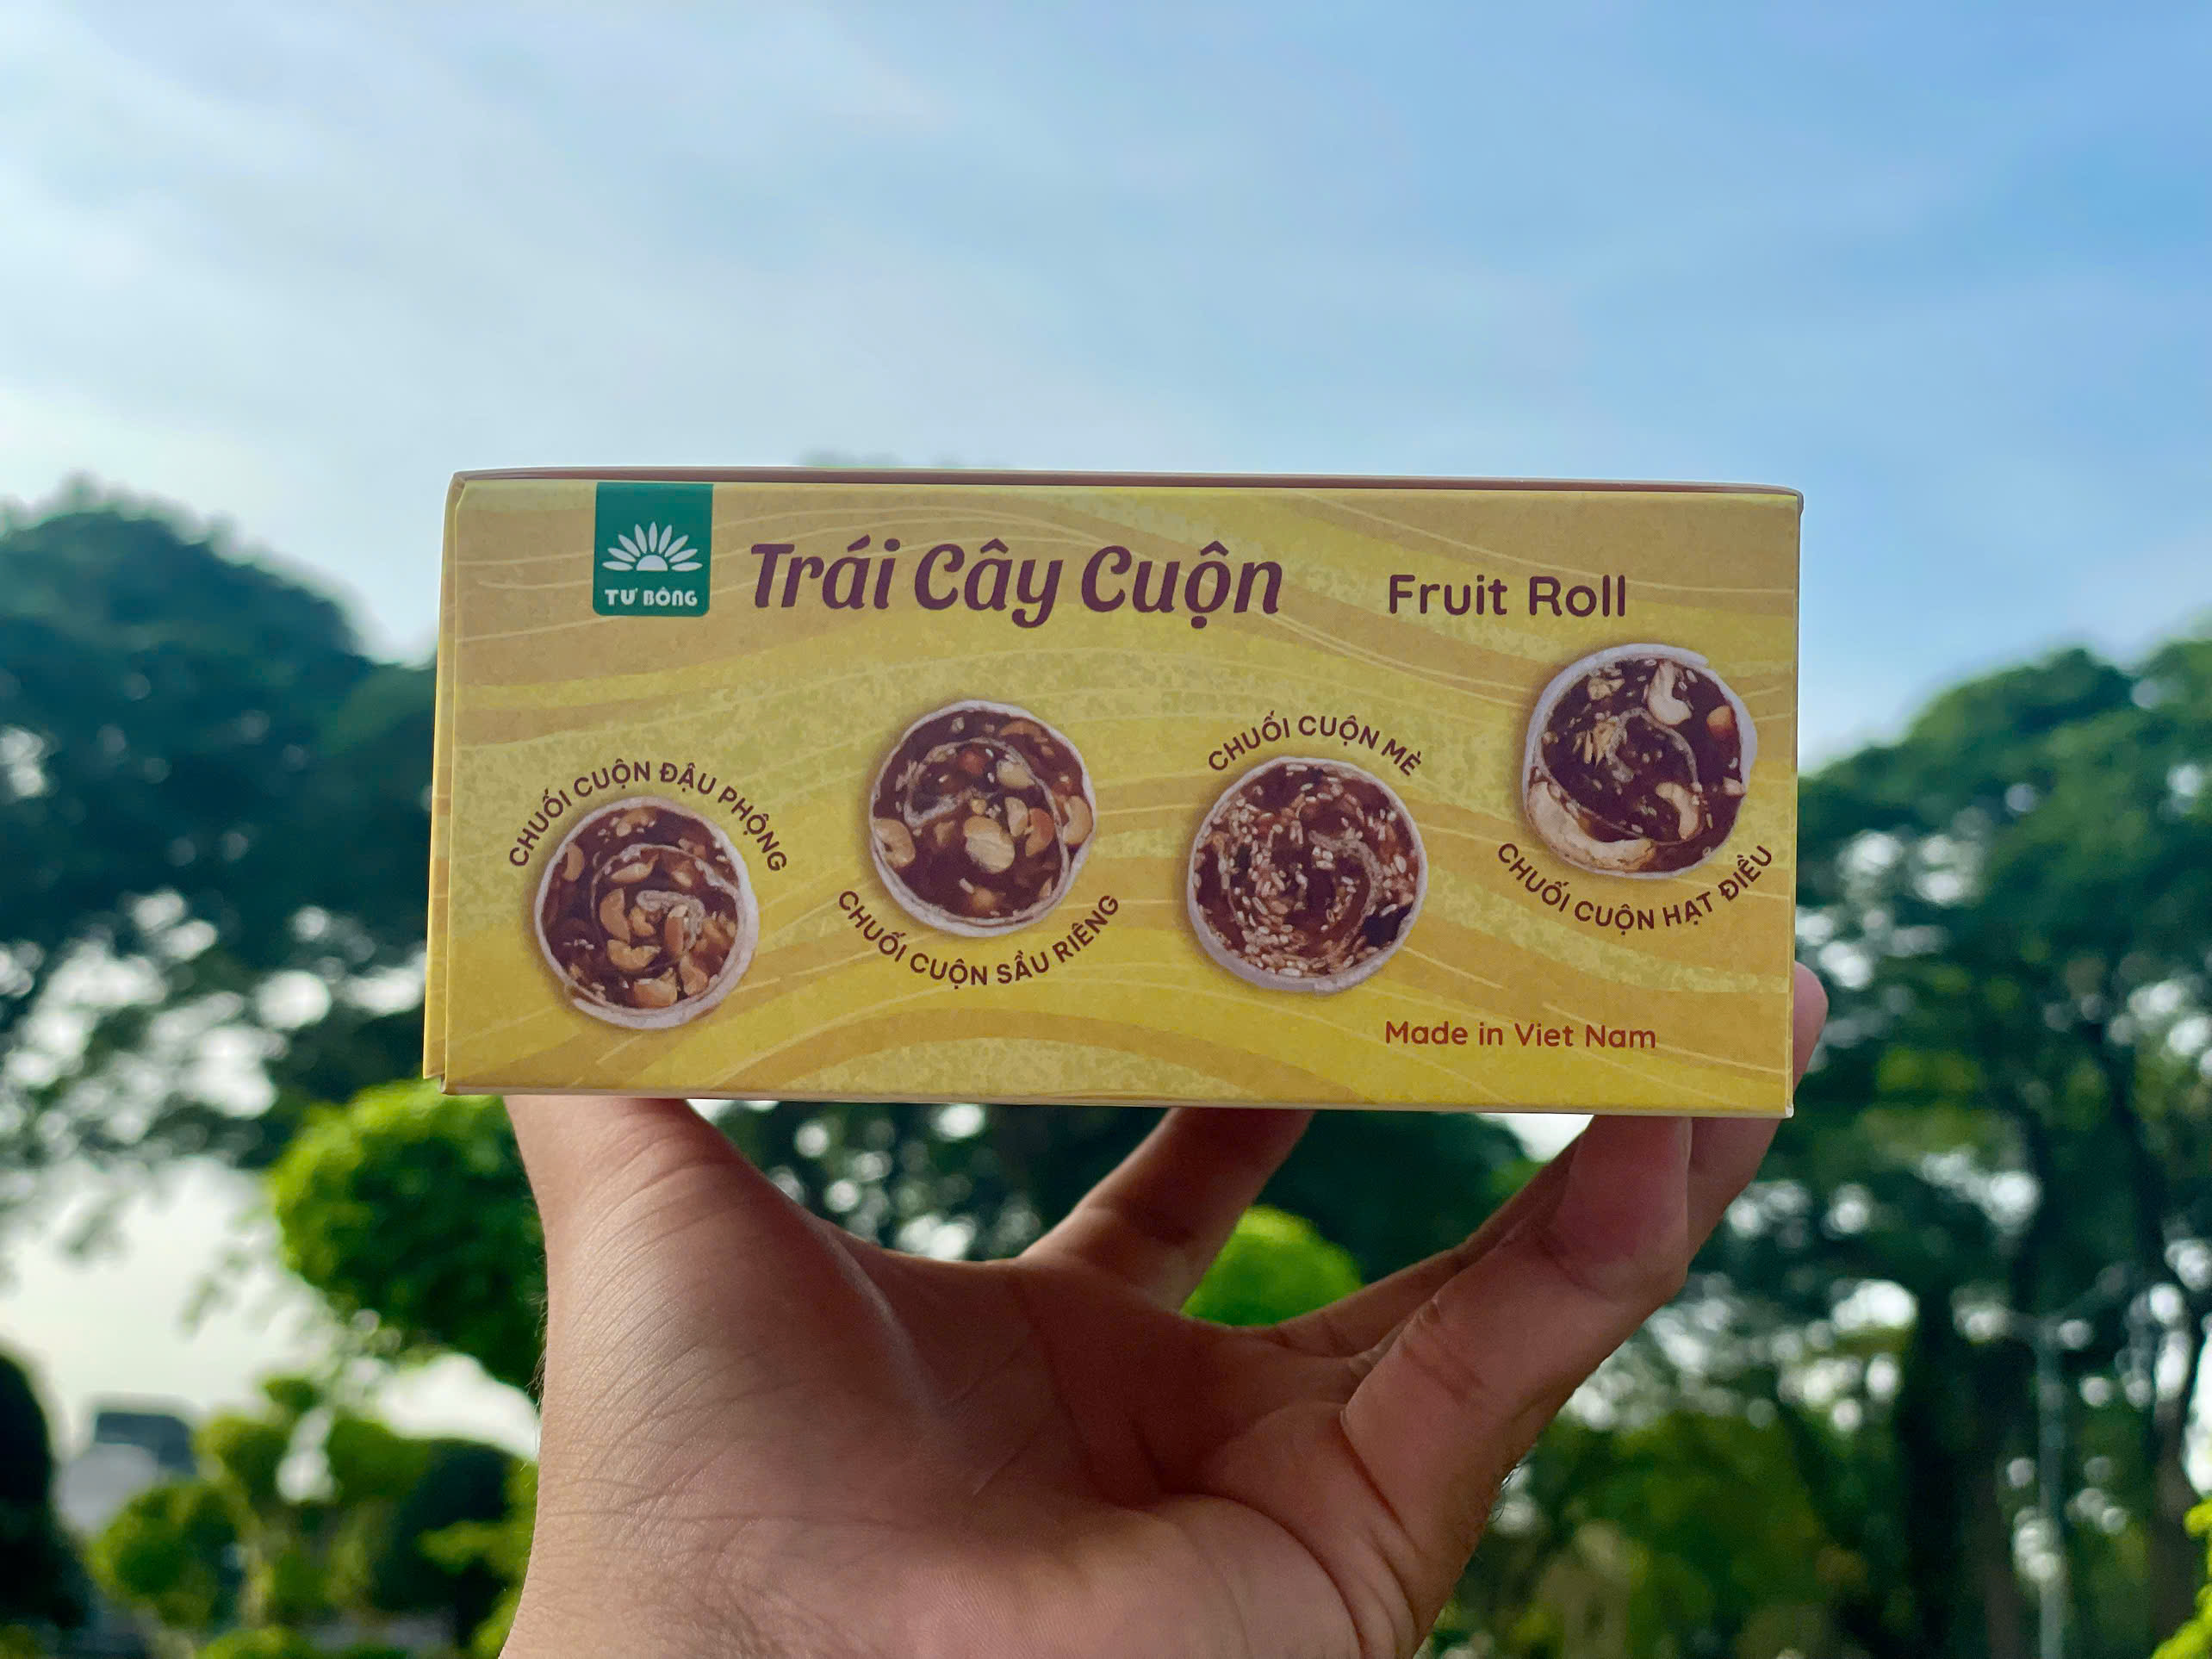 TƯ BÔNG
Trái Cây Cuộn
Fruit Roll
CHUỐI CUỘN ĐẬU PHỘNG
CHUỐI CUỘN SẦU RIÊNG
CHUỐI CUỘN MÈ
CHUỐI CUỘN HẠT ĐIỀU
Made in Viet Nam